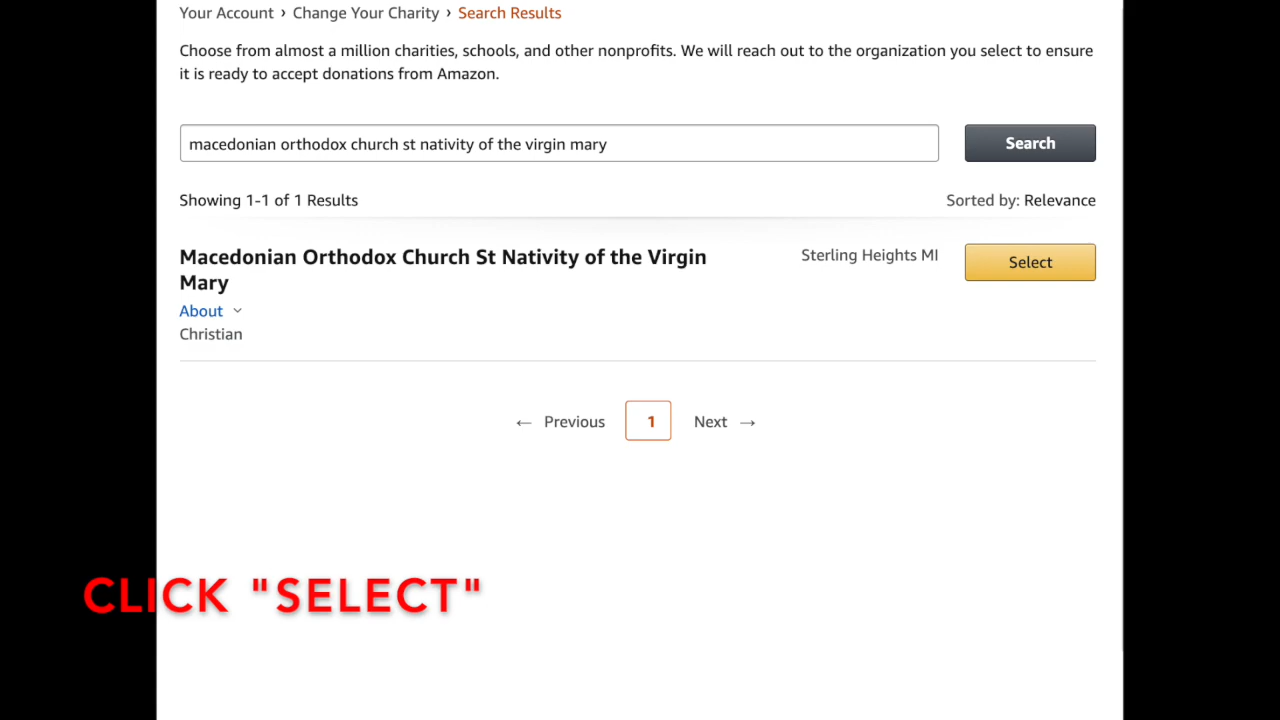 Your Account › Change Your Charity › Search Results
Choose from almost a million charities, schools, and other nonprofits. We will reach out to the organization you select to ensure
it is ready to accept donations from Amazon.
macedonian orthodox church st nativity of the virgin mary
Search
Showing 1-1 of 1 Results
Sorted by: Relevance
Macedonian Orthodox Church St Nativity of the Virgin
Mary
Sterling Heights MI
Select
About
Christian
← Previous 1 Next →
CLICK "SELECT"